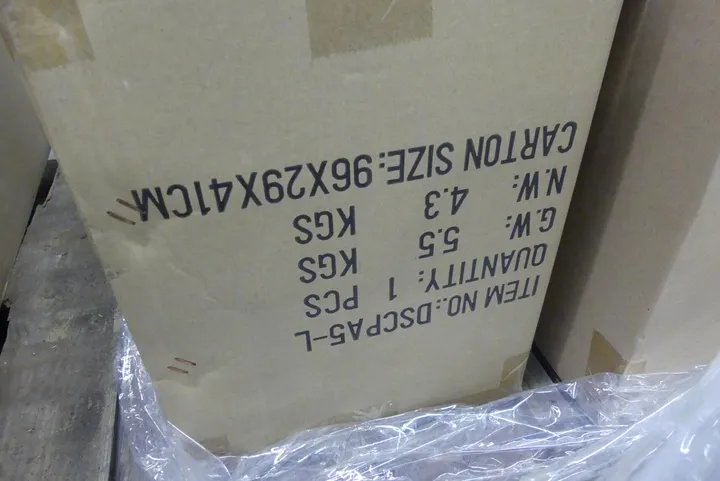 ITEM NO.:DSCPA5-L
QUANTITY: 1 PCS
G.W: 5.5 KGS
N.W: 4.3 KGS
CARTON SIZE:96X29X41CM